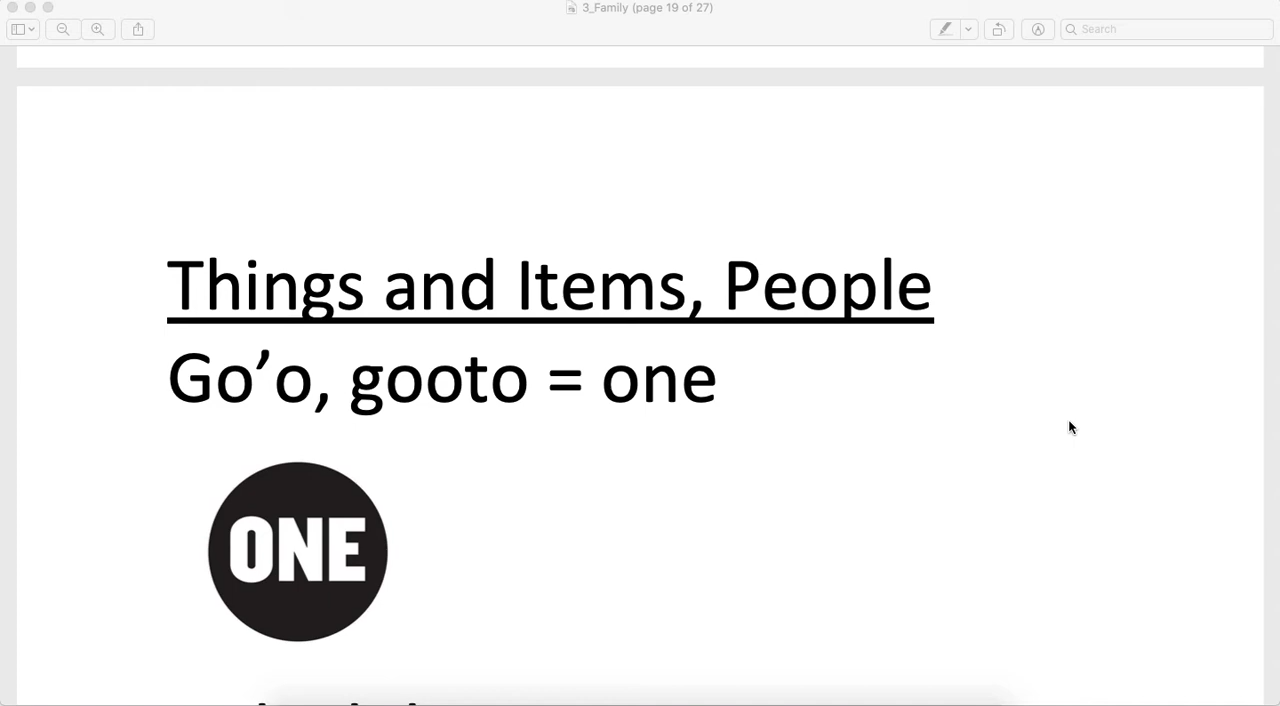 3_Family (page 19 of 27)
Search
Things and Items, People
Go’o, gooto = one
ONE